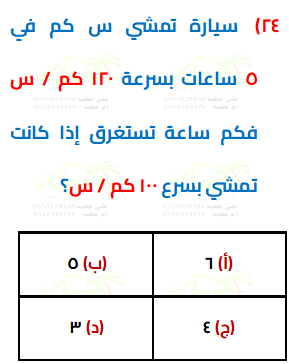 ٢٤) سيارة تمشي س كم في
٥ ساعات بسرعة ١٢٠ كم / س
فكم ساعة تستغرق إذا كانت
تمشي بسرع ١٠٠ كم / س؟
(أ) ٦
(ب) ٥
(ج) ٤
(د) ٣